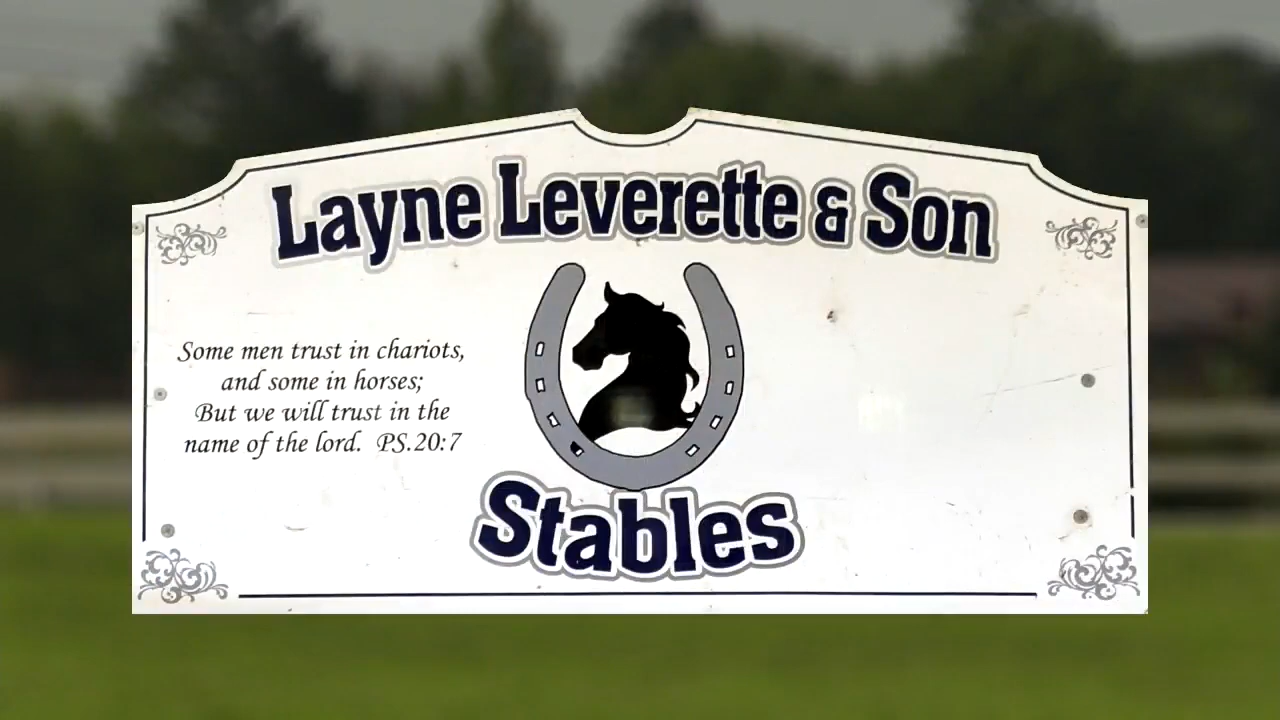 Layne Leverette & Son
Some men trust in chariots,
and some in horses;
But we will trust in the
name of the lord. PS.20:7
Stables